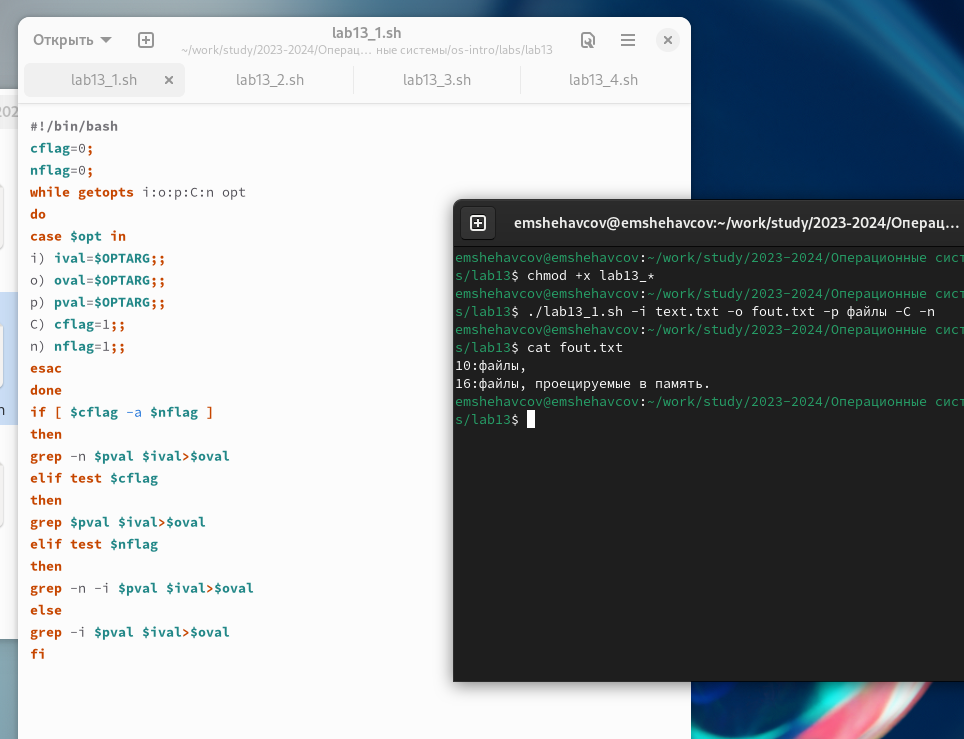 Открыть
lab13_1.sh
~/work/study/2023-2024/Операц… ные системы/os-intro/labs/lab13
lab13_1.sh
lab13_2.sh
lab13_3.sh
lab13_4.sh
#!/bin/bash
cflag=0;
nflag=0;
while getopts i:o:p:C:n opt
do
case $opt in
i) ival=$OPTARG;;
o) oval=$OPTARG;;
p) pval=$OPTARG;;
C) cflag=1;;
n) nflag=1;;
esac
done
if [ $cflag -a $nflag ]
then
grep -n $pval $ival>$oval
elif test $cflag
then
grep $pval $ival>$oval
elif test $nflag
then
grep -n -i $pval $ival>$oval
else
grep -i $pval $ival>$oval
fi
emshehavcov@emshehavcov:~/work/study/2023-2024/Операц…
emshehavcov@emshehavcov:~/work/study/2023-2024/Операционные сист
s/lab13$ chmod +x lab13_*
emshehavcov@emshehavcov:~/work/study/2023-2024/Операционные сист
s/lab13$ ./lab13_1.sh -i text.txt -o fout.txt -p файлы -C -n
emshehavcov@emshehavcov:~/work/study/2023-2024/Операционные сист
s/lab13$ cat fout.txt
10:файлы,
16:файлы, проецируемые в память.
emshehavcov@emshehavcov:~/work/study/2023-2024/Операционные сист
s/lab13$